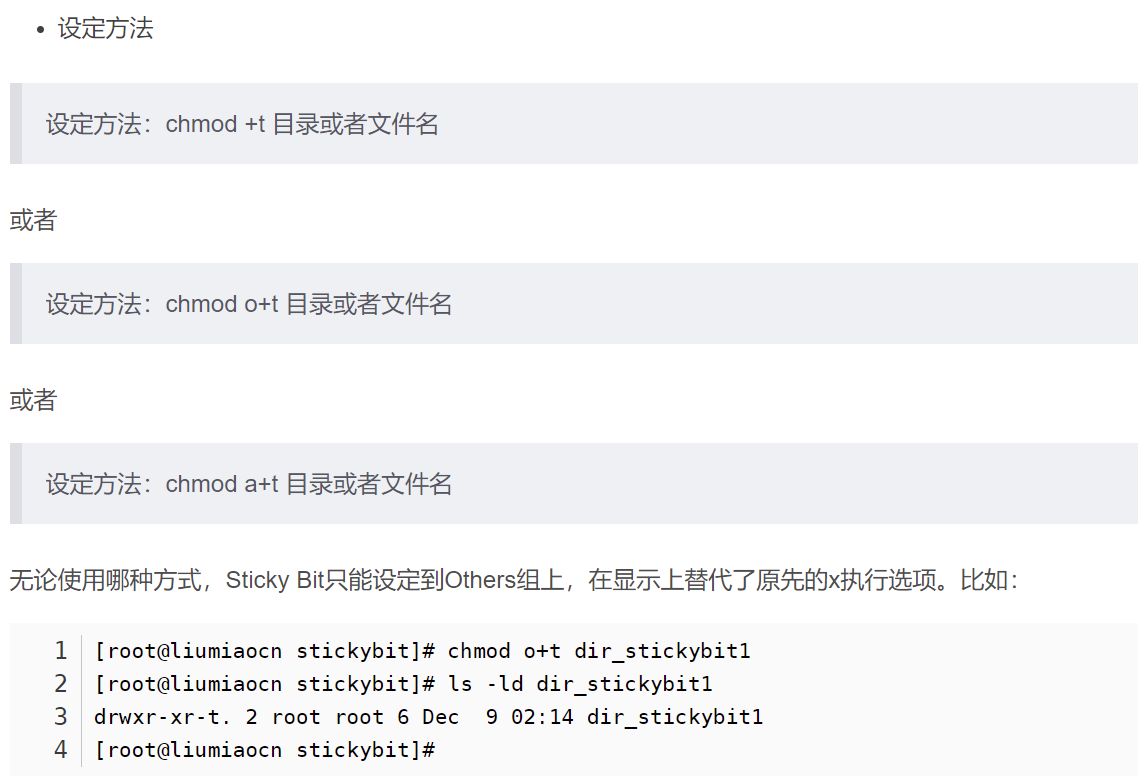 设定方法
设定方法：chmod +t 目录或者文件名
或者
设定方法：chmod o+t 目录或者文件名
或者
设定方法：chmod a+t 目录或者文件名
无论使用哪种方式，Sticky Bit只能设定到Others组上，在显示上替代了原先的x执行选项。比如：
1 [root@liumiaocn stickybit]# chmod o+t dir_stickybit1
2 [root@liumiaocn stickybit]# ls -ld dir_stickybit1
3 drwxr-xr-t. 2 root root 6 Dec  9 02:14 dir_stickybit1
4 [root@liumiaocn stickybit]#